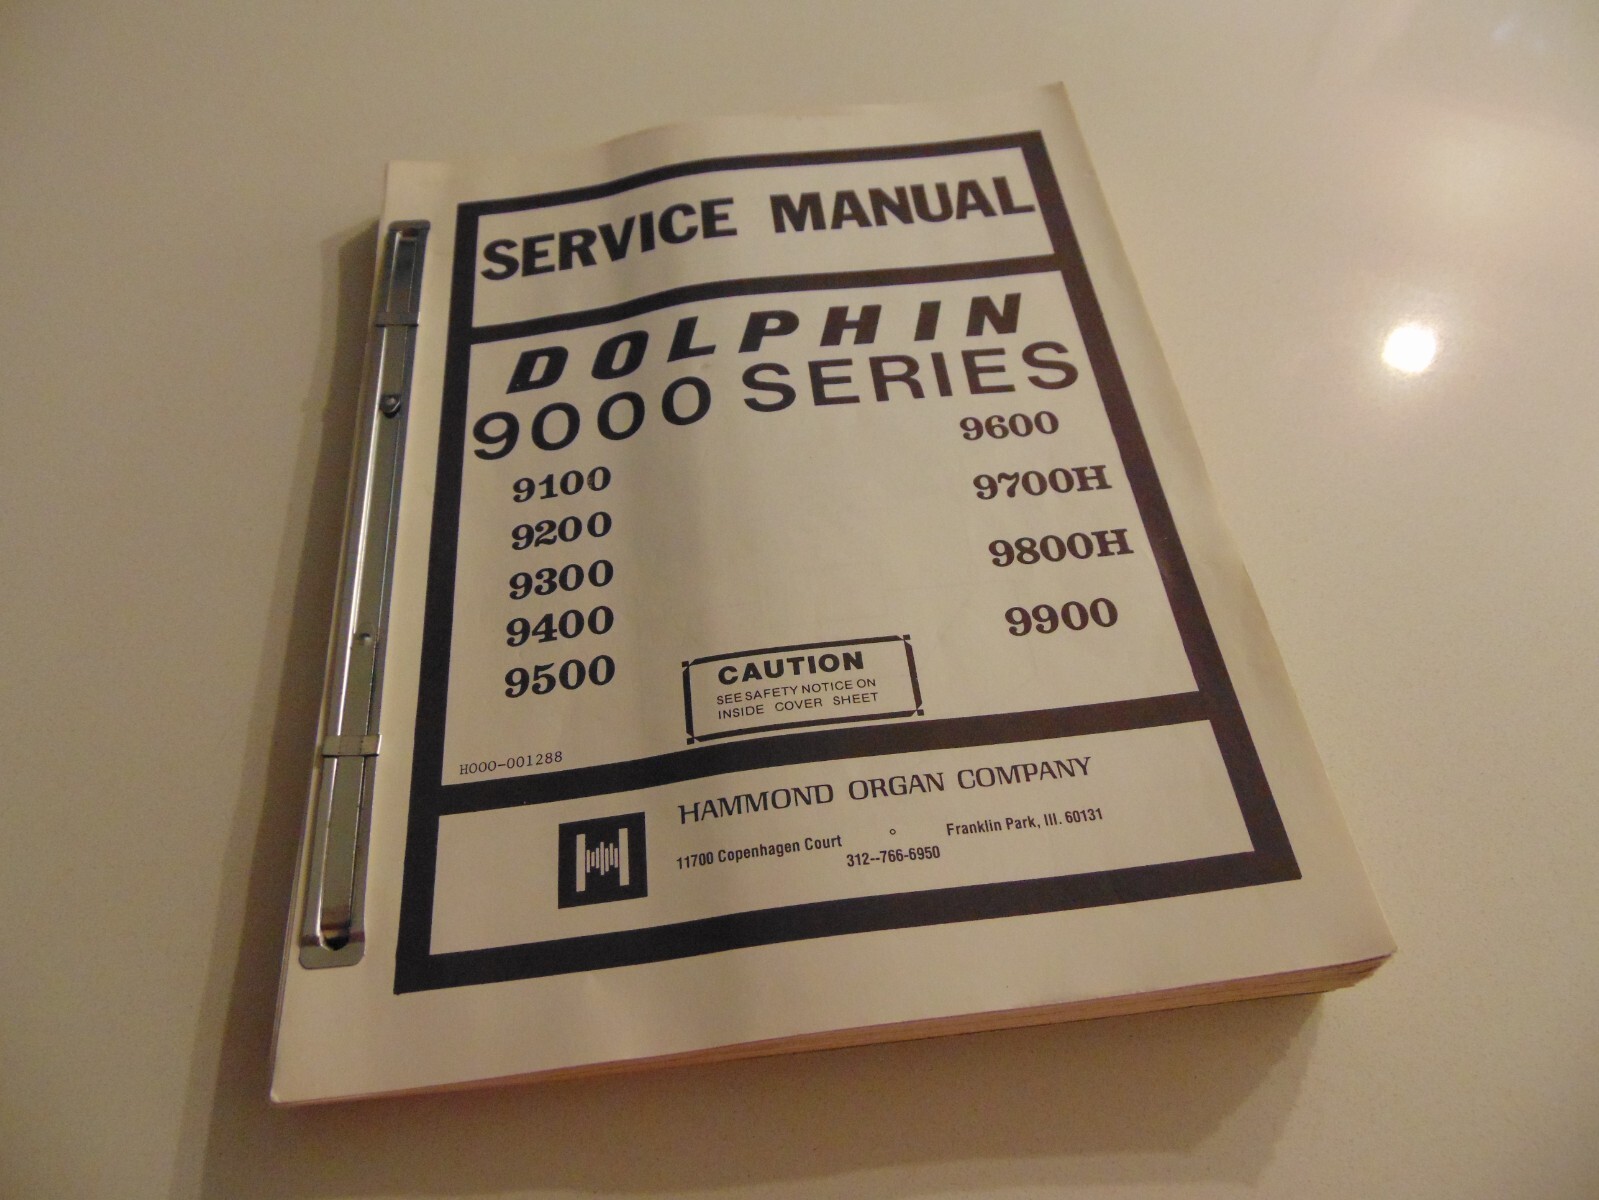 SERVICE MANUAL
DOLPHIN
9000 SERIES
9100
9200
9300
9400
9500
9600
9700H
9800H
9900
CAUTION
SEE SAFETY NOTICE ON
INSIDE COVER SHEET
HOOO-001288
HAMMOND ORGAN COMPANY
11700 Copenhagen Court ° Franklin Park, Ill. 60131
312--766-6950